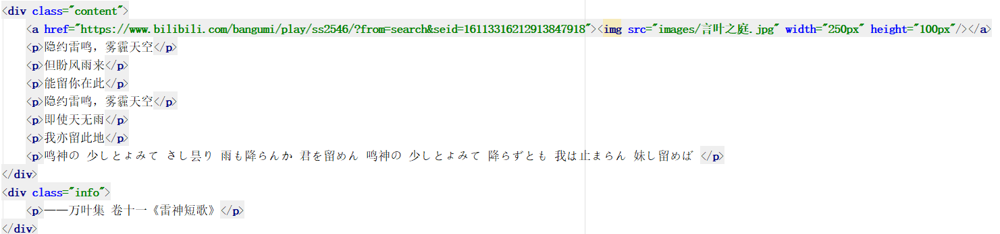 <div class="content">
<a href="https://www.bilibili.com/bangumi/play/ss2546/?from=search&seid=16113316212913847918"><img src="images/言叶之庭.jpg" width="250px" height="100px"/></a>
<p>隐约雷鸣，雾霾天空</p>
<p>但盼风雨来</p>
<p>能留你在此</p>
<p>隐约雷鸣，雾霾天空</p>
<p>即使天无雨</p>
<p>我亦留此地</p>
<p>鸣神の 少しとよみて さし昙り 雨も降らんか 君を留めん 鸣神の 少しとよみて 降らずとも 我は止まらん 妹し留めば </p>
</div>
<div class="info">
<p>——万叶集 卷十一《雷神短歌》</p>
</div>